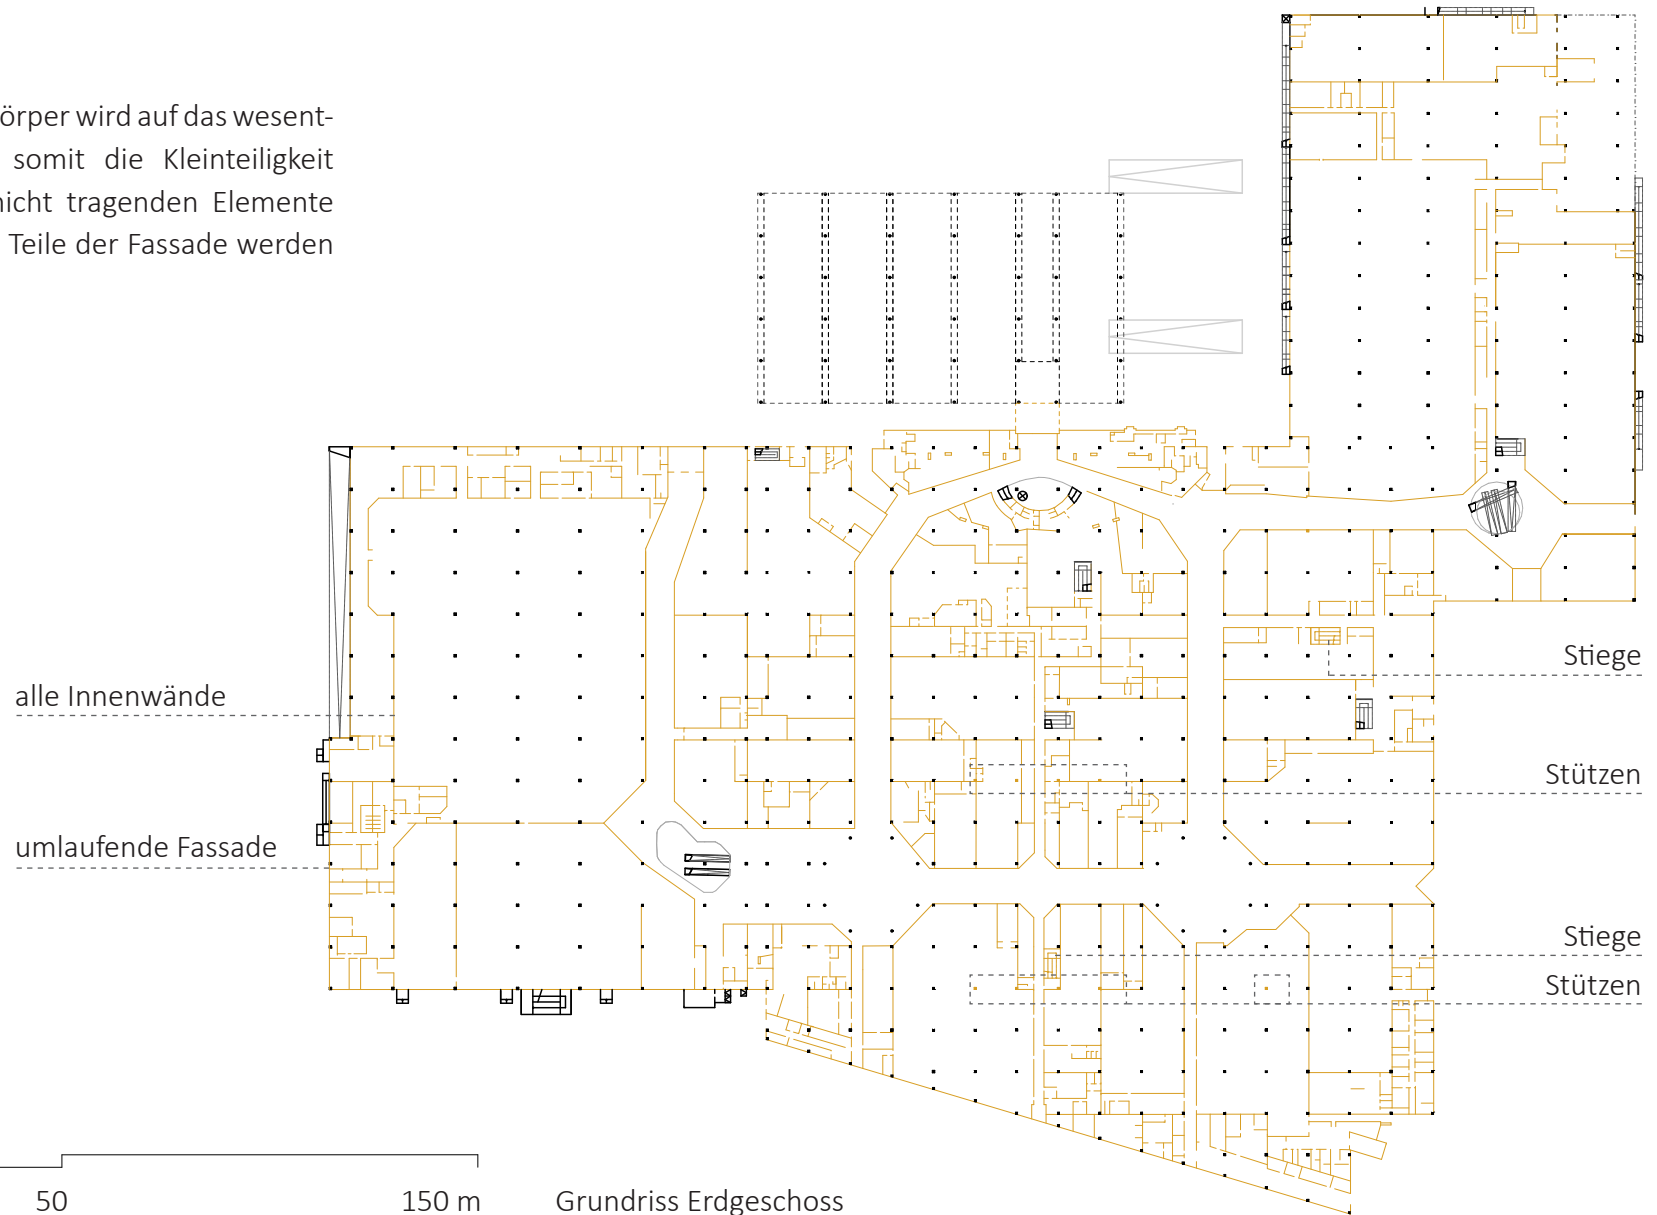 örper wird auf das wesent-
somit die Kleinteiligkeit
nicht tragenden Elemente
Teile der Fassade werden
Stiege
alle Innenwände
Stützen
umlaufende Fassade
Stiege
Stützen
50
150 m
Grundriss Erdgeschoss